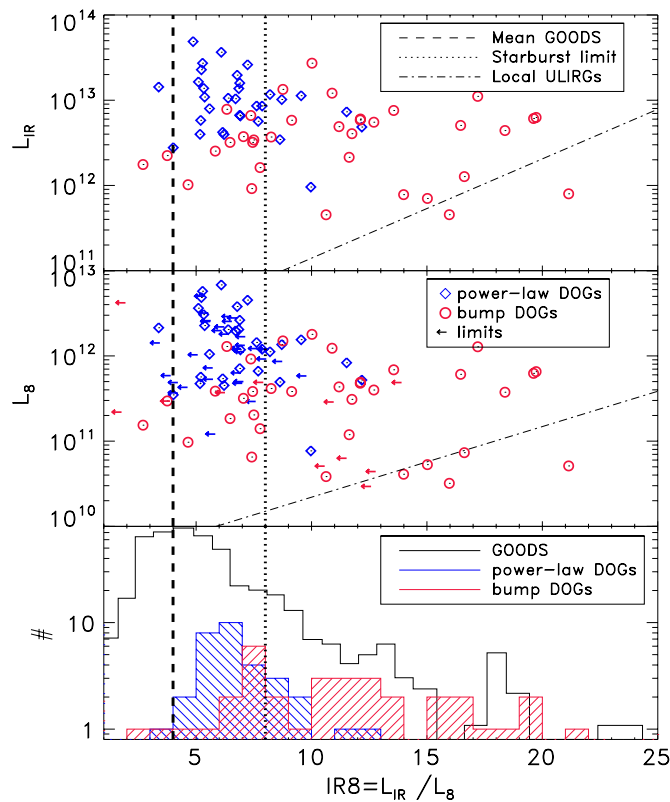 10^14
10^13
10^12
10^11
L_IR
Mean GOODS
Starburst limit
Local ULIRGs
10^13
10^12
10^11
10^10
L_8
power-law DOGs
bump DOGs
limits
10
1
#
GOODS
power-law DOGs
bump DOGs
5 10 15 20 25
IR8=L_IR /L_8